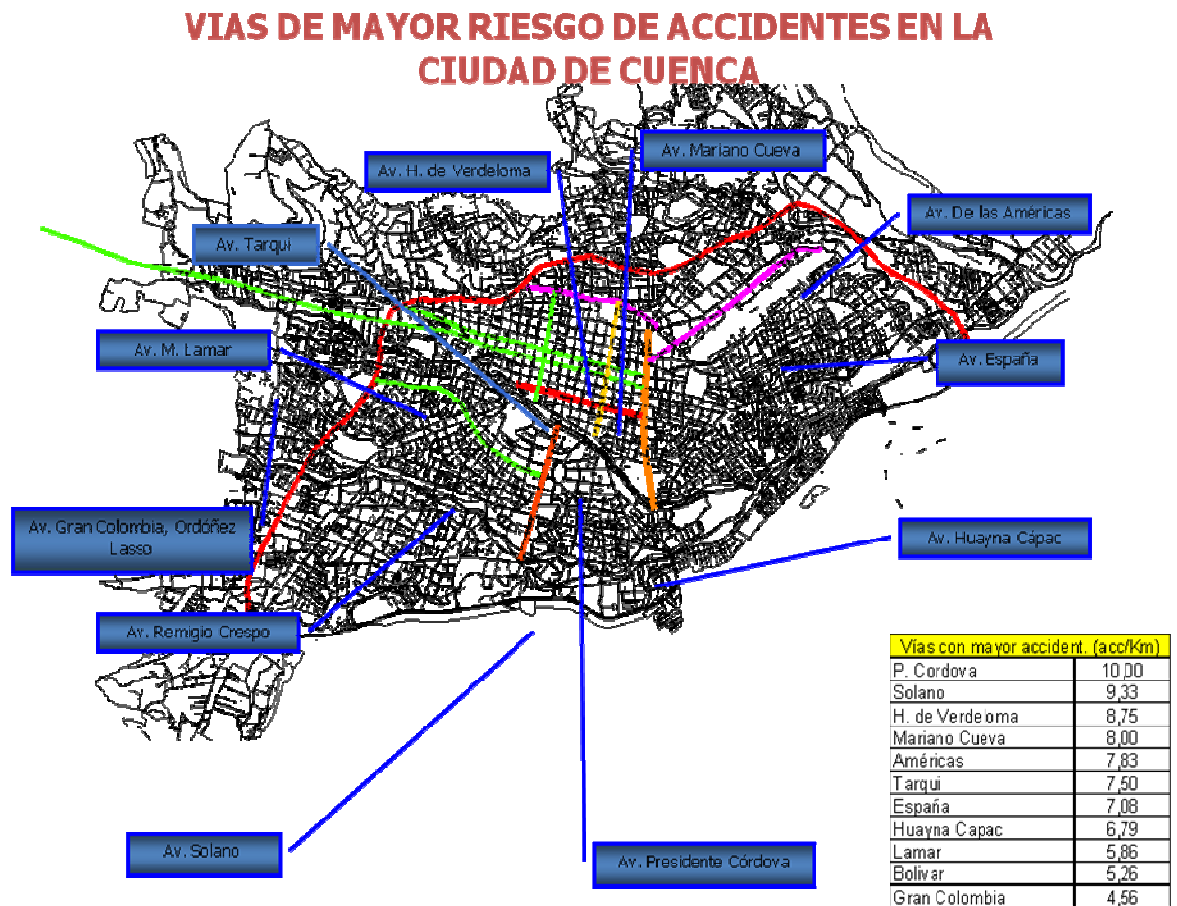 VIAS DE MAYOR RIESGO DE ACCIDENTES EN LA
CIUDAD DE CUENCA
Av. Mariano Cueva
Av. H. de Verdeloma
Av. De las Américas
Av. Tarqui
Av. M. Lamar
Av. España
Av. Gran Colombia, Ordóñez
Lasso
Av. Huayna Cápac
Av. Remigio Crespo
Av. Solano
Av. Presidente Córdova
Vías con mayor accident. (acc/Km)
P. Cordova 10,00
Solano 9,33
H. de Verdeloma 8,75
Mariano Cueva 8,00
Américas 7,83
Tarqui 7,50
España 7,08
Huayna Capac 6,79
Lamar 5,86
Bolivar 5,26
Gran Colombia 4,56